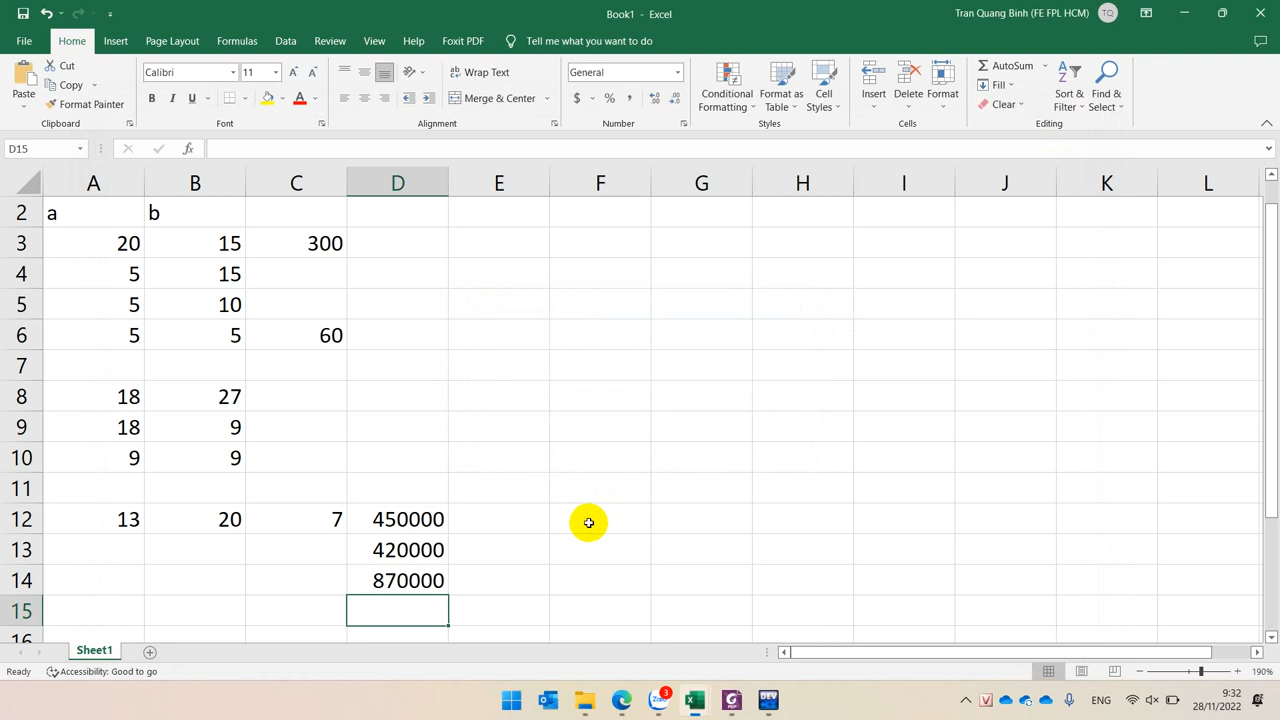 Book1 - Excel
Tran Quang Binh (FE FPL HCM) TQ
File Home Insert Page Layout Formulas Data Review View Help Foxit PDF Tell me what you want to do
Paste
Cut
Copy
Format Painter
Clipboard
Calibri 11
B I U
A
Font
Wrap Text
Merge & Center
Alignment
General
$ % ,
Number
Conditional Formatting
Format as Table
Cell Styles
Styles
Insert
Delete
Format
Cells
AutoSum
Fill
Clear
Sort & Filter
Find & Select
Editing
D15 fx
A B C D E F G H I J K L
2 a b
3 20 15 300
4 5 15
5 5 10
6 5 5 60
7
8 18 27
9 18 9
10 9 9
11
12 13 20 7 450000
13 420000
14 870000
15
16
Sheet1
Ready Accessibility: Good to go 190%
3
ENG
9:32
28/11/2022